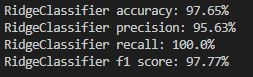 RidgeClassifier accuracy: 97.65%
RidgeClassifier precision: 95.63%
RidgeClassifier recall: 100.0%
RidgeClassifier f1 score: 97.77%